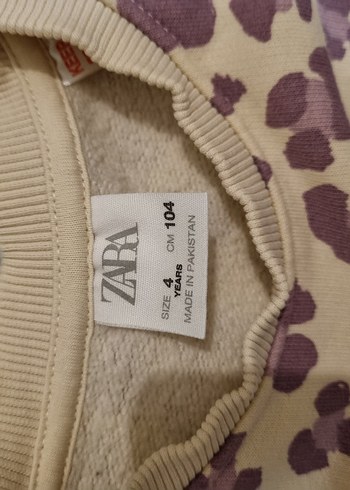 ZARA
SIZE 4 CM 104
YEARS
MADE IN PAKISTAN